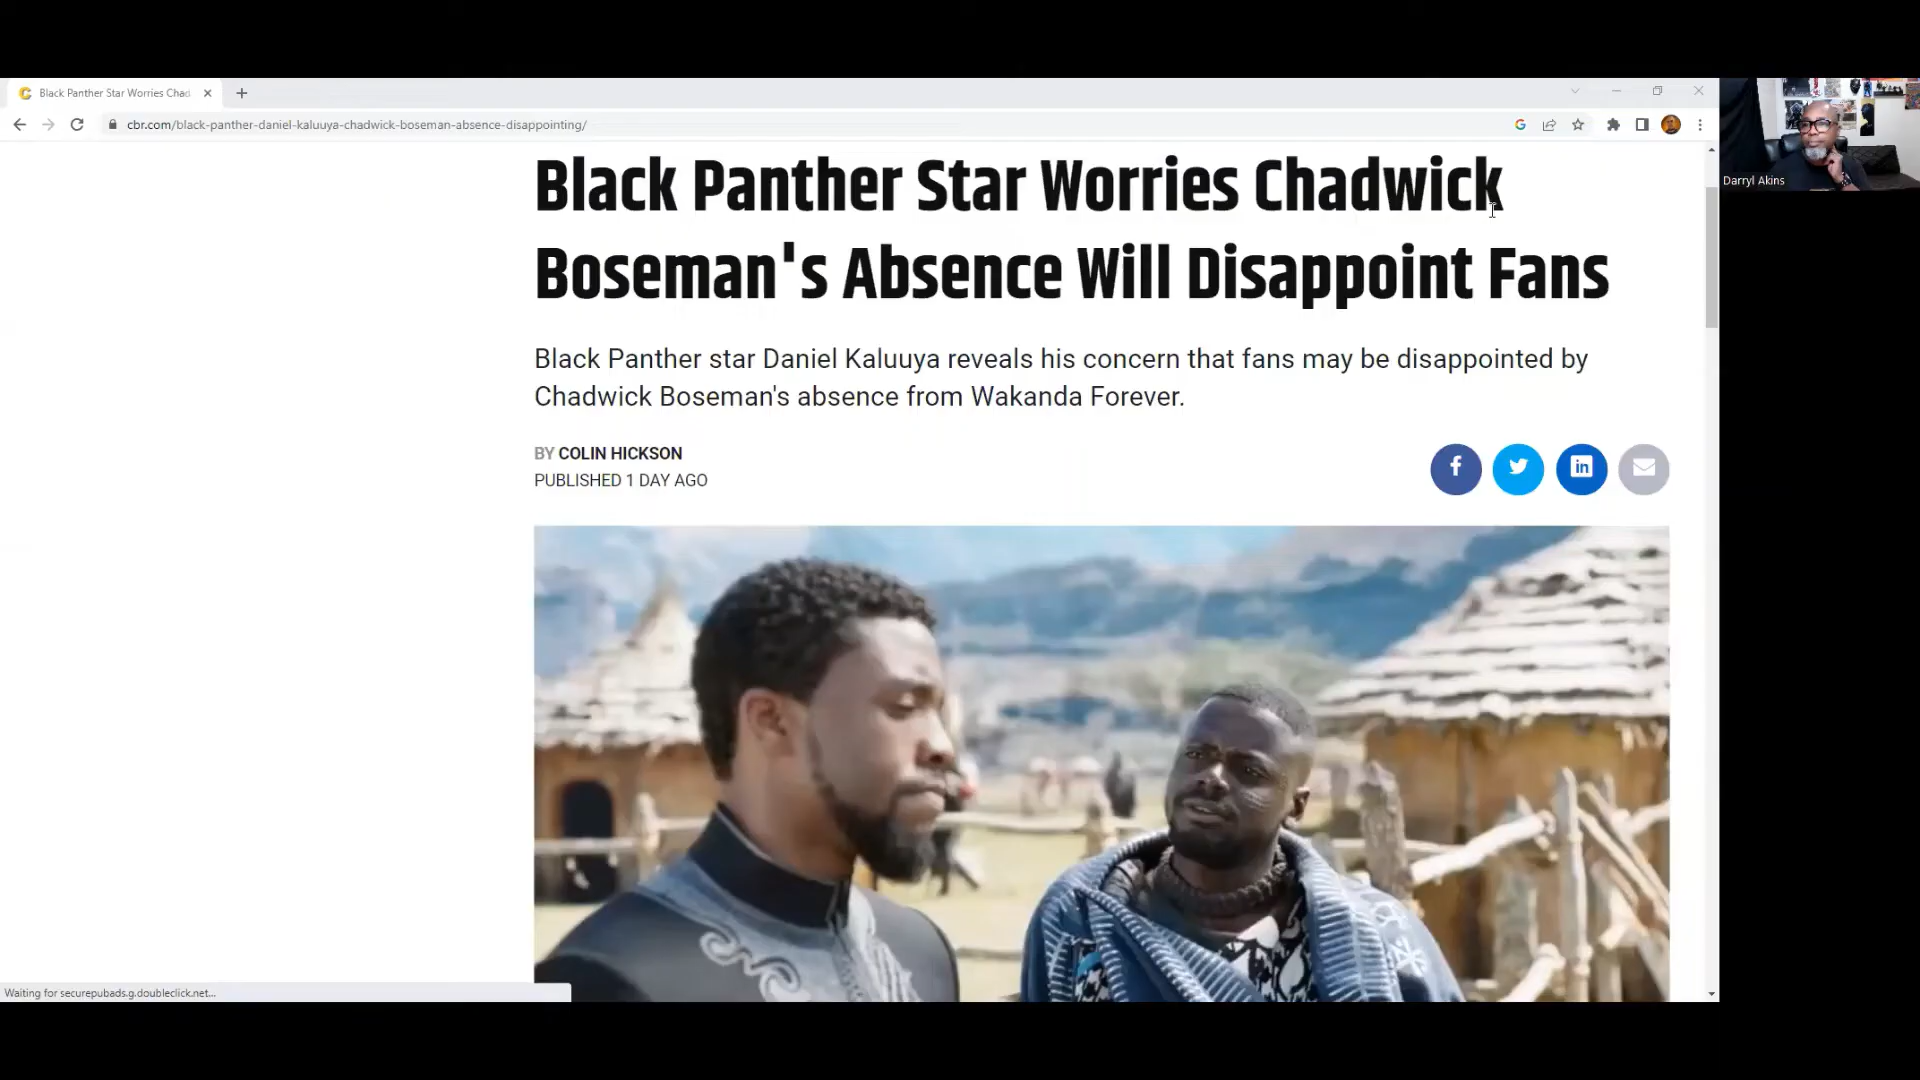 Black Panther Star Worries Chad
cbr.com/black-panther-daniel-kaluuya-chadwick-boseman-absence-disappointing/
Darryl Akins
Black Panther Star Worries Chadwick
Boseman's Absence Will Disappoint Fans
Black Panther star Daniel Kaluuya reveals his concern that fans may be disappointed by
Chadwick Boseman's absence from Wakanda Forever.
BY COLIN HICKSON
PUBLISHED 1 DAY AGO
Waiting for securepubads.g.doubleclick.net...